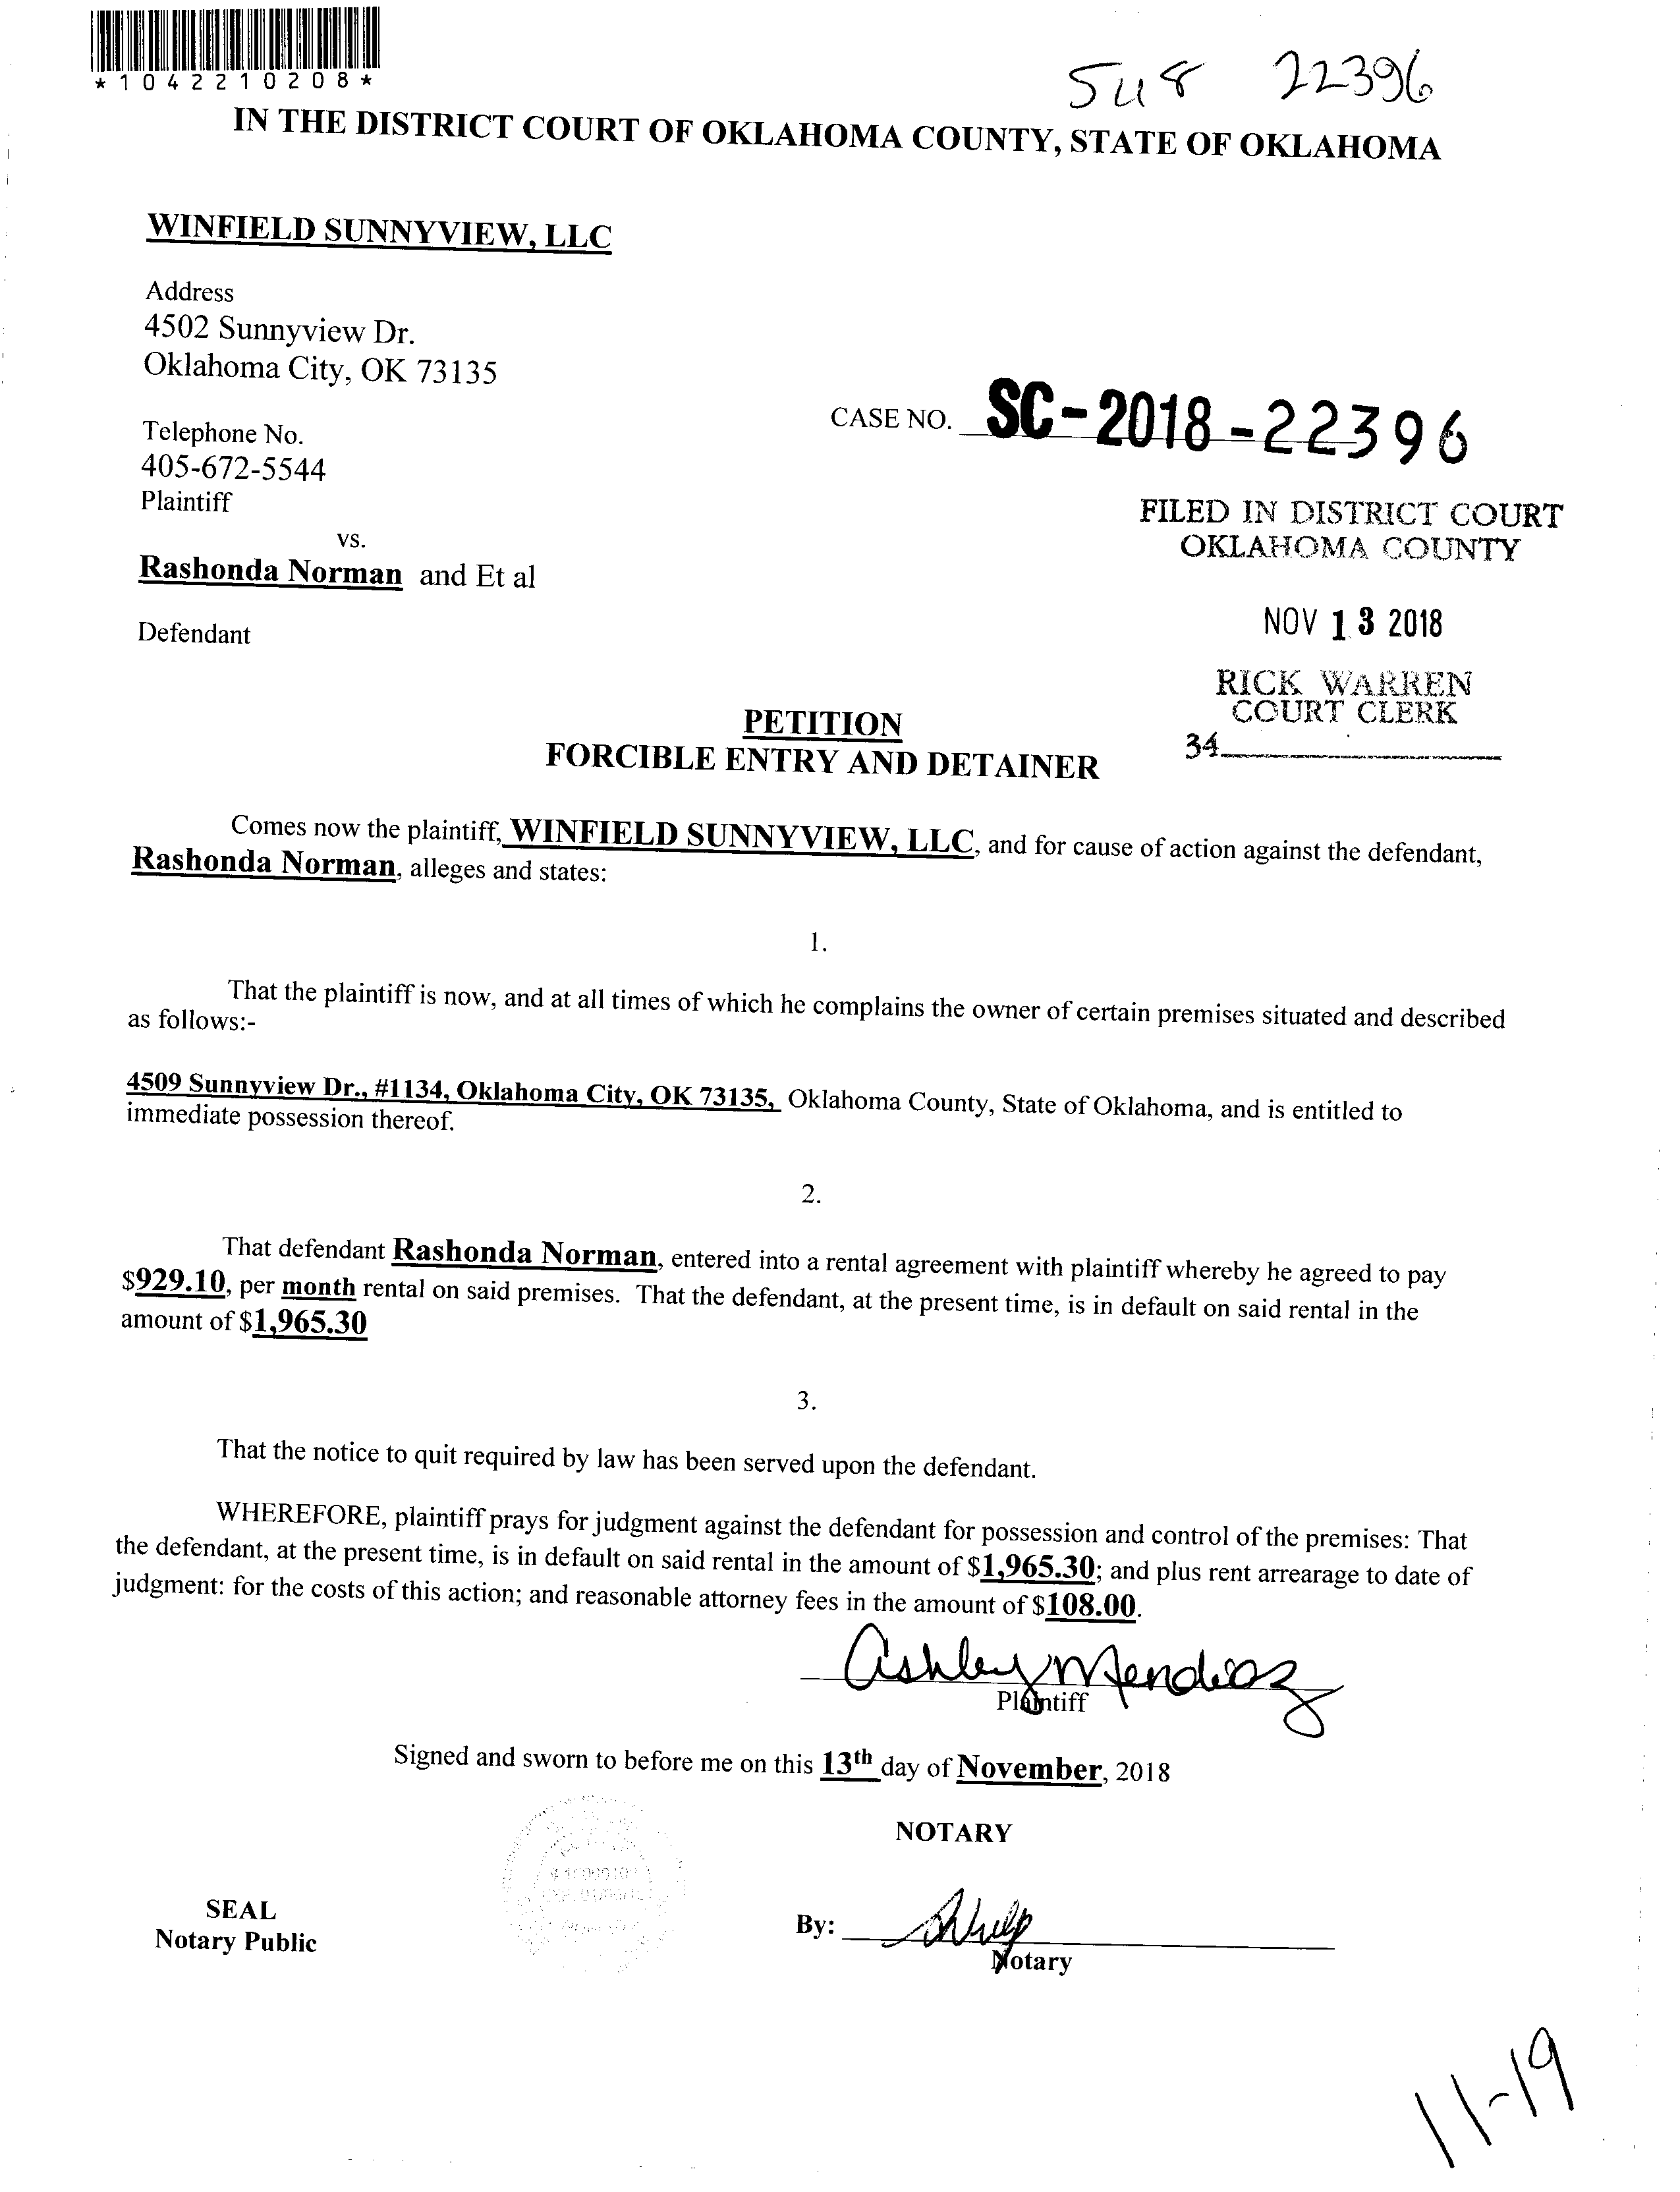 *1042210208*
548 22396
IN THE DISTRICT COURT OF OKLAHOMA COUNTY, STATE OF OKLAHOMA
WINFIELD SUNNYVIEW, LLC
Address
4502 Sunnyview Dr.
Oklahoma City, OK 73135
CASE NO. SC-2018-22396
Telephone No.
405-672-5544
Plaintiff
vs.
Rashonda Norman and Et al
Defendant
FILED IN DISTRICT COURT
OKLAHOMA COUNTY
NOV 13 2018
RICK WARREN
COURT CLERK
34
PETITION
FORCIBLE ENTRY AND DETAINER
Comes now the plaintiff, WINFIELD SUNNYVIEW, LLC, and for cause of action against the defendant,
Rashonda Norman, alleges and states:
1.
That the plaintiff is now, and at all times of which he complains the owner of certain premises situated and described
as follows:-
4509 Sunnyview Dr., #1134, Oklahoma City, OK 73135, Oklahoma County, State of Oklahoma, and is entitled to
immediate possession thereof.
2.
That defendant Rashonda Norman, entered into a rental agreement with plaintiff whereby he agreed to pay
$929.10, per month rental on said premises. That the defendant, at the present time, is in default on said rental in the
amount of $1,965.30
3.
That the notice to quit required by law has been served upon the defendant.
WHEREFORE, plaintiff prays for judgment against the defendant for possession and control of the premises: That
the defendant, at the present time, is in default on said rental in the amount of $1,965.30; and plus rent arrearage to date of
judgment: for the costs of this action; and reasonable attorney fees in the amount of $108.00.
Ashley Mendioz
Plaintiff
Signed and sworn to before me on this 13th day of November, 2018
NOTARY
SEAL
Notary Public
By:
Notary
11-19